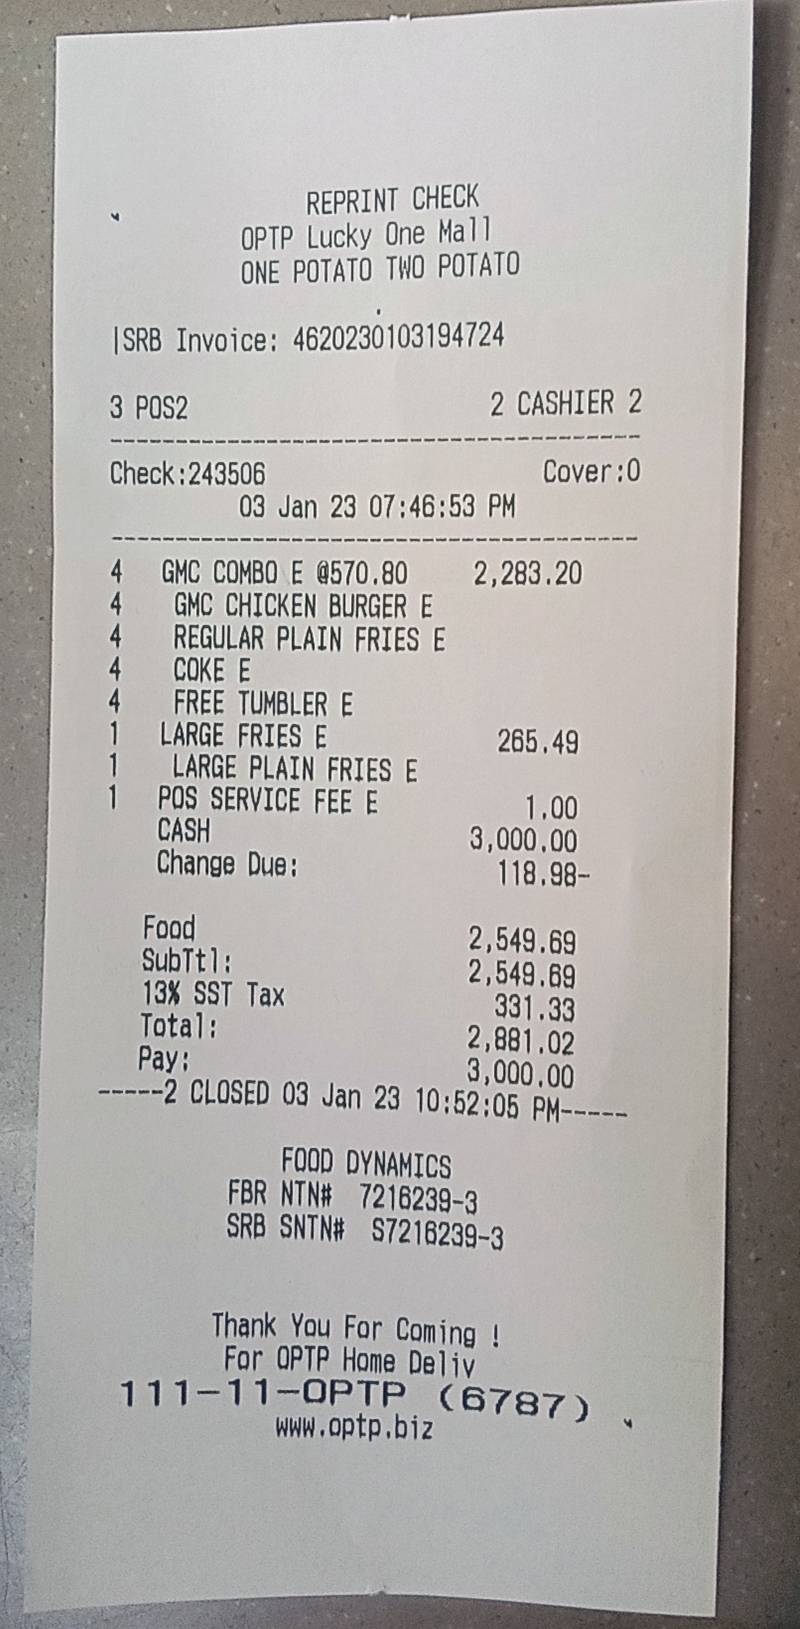 REPRINT CHECK
OPTP Lucky One Mall
ONE POTATO TWO POTATO
|SRB Invoice: 4620230103194724
3 POS2 2 CASHIER 2
----------------------------------------
Check:243506 Cover:0
03 Jan 23 07:46:53 PM
----------------------------------------
4 GMC COMBO E @570.80 2,283.20
4 GMC CHICKEN BURGER E
4 REGULAR PLAIN FRIES E
4 COKE E
4 FREE TUMBLER E
1 LARGE FRIES E 265.49
1 LARGE PLAIN FRIES E
1 POS SERVICE FEE E 1.00
CASH 3,000.00
Change Due: 118.98-
Food 2,549.69
SubTtl: 2,549.69
13% SST Tax 331.33
Total: 2,881.02
Pay: 3,000.00
-----2 CLOSED 03 Jan 23 10:52:05 PM-----
FOOD DYNAMICS
FBR NTN# 7216239-3
SRB SNTN# S7216239-3
Thank You For Coming !
For OPTP Home Deliv
111-11-OPTP (6787)
www.optp.biz